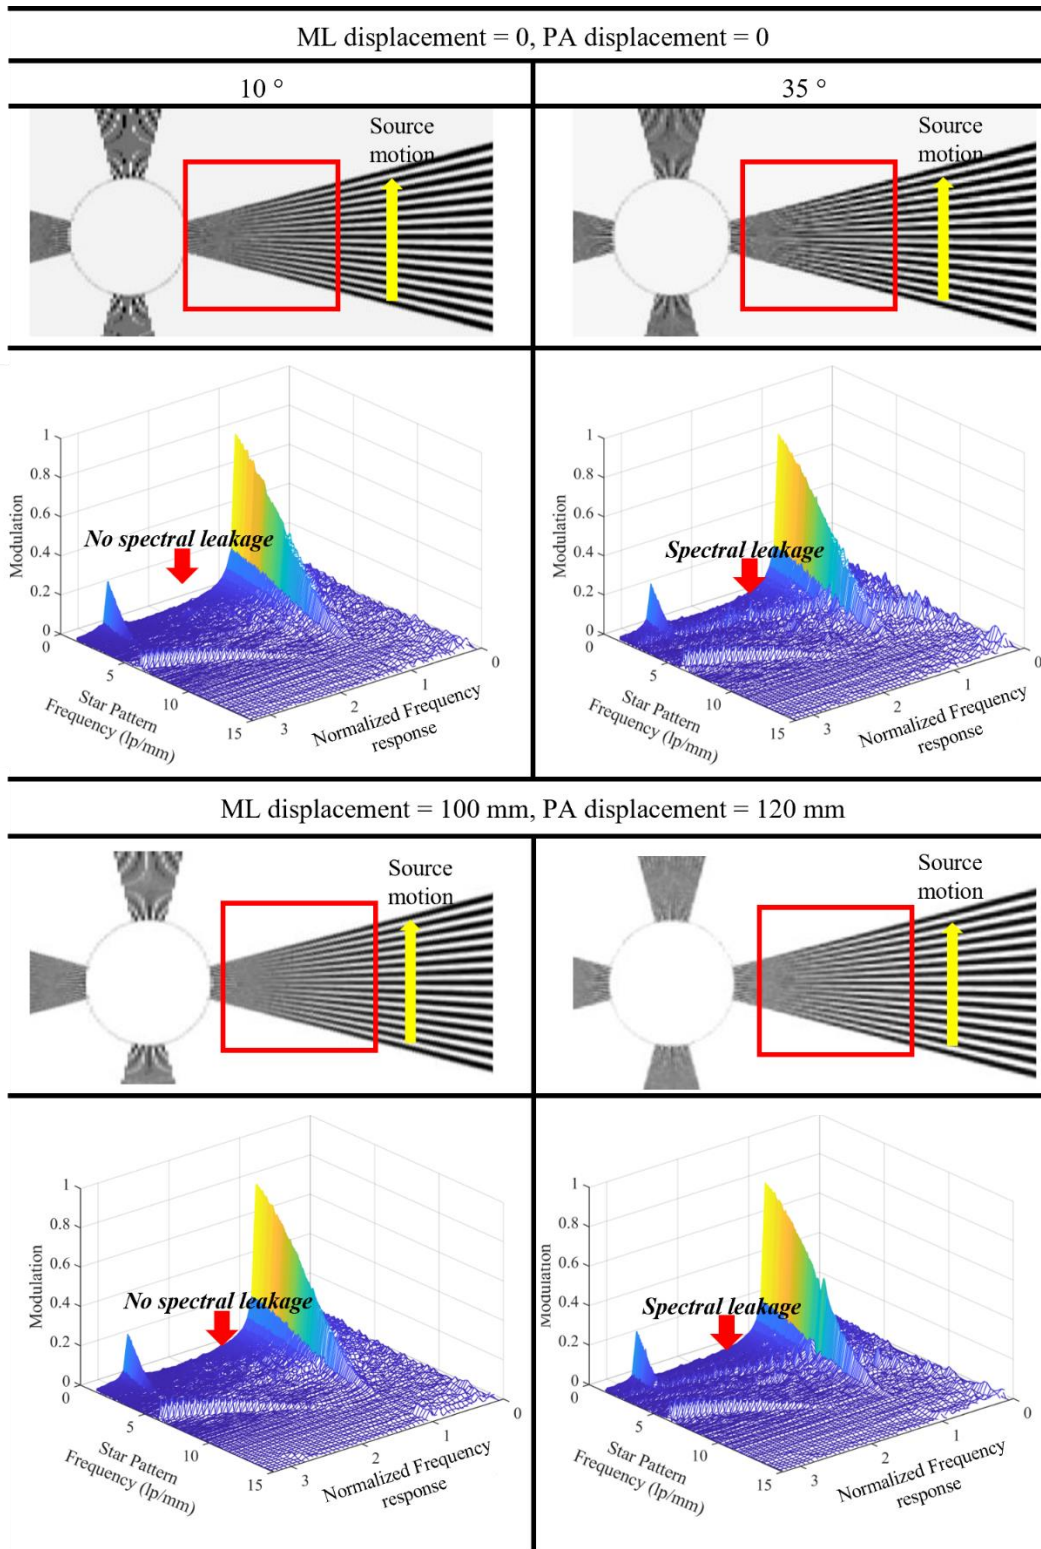 ML displacement = 0, PA displacement = 0
10 °
35 °
Source
motion
Source
motion
1
0.8
0.6
0.4
0.2
0
Modulation
No spectral leakage
0
5
10
15
Star Pattern
Frequency (lp/mm)
3
2
1
0
Normalized Frequency
response
1
0.8
0.6
0.4
0.2
0
Modulation
Spectral leakage
0
5
10
15
Star Pattern
Frequency (lp/mm)
3
2
1
0
Normalized Frequency
response
ML displacement = 100 mm, PA displacement = 120 mm
Source
motion
Source
motion
1
0.8
0.6
0.4
0.2
0
Modulation
No spectral leakage
0
5
10
15
Star Pattern
Frequency (lp/mm)
3
2
1
0
Normalized Frequency
response
1
0.8
0.6
0.4
0.2
0
Modulation
Spectral leakage
0
5
10
15
Star Pattern
Frequency (lp/mm)
3
2
1
0
Normalized Frequency
response